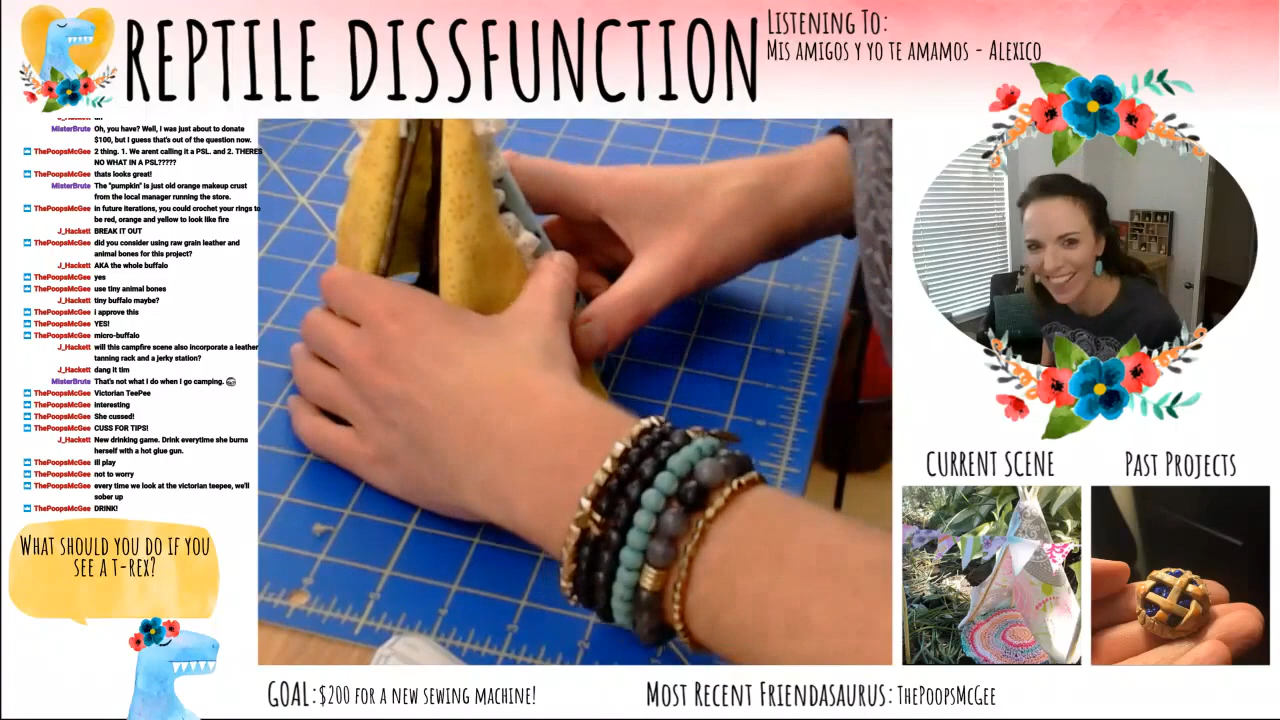 REPTILE DISSFUNCTION
LISTENING TO:
MIS AMIGOS Y YO TE AMAMOS - ALEXICO
MisterBrute Oh, you have? Well, I was just about to donate
$100, but I guess that's out of the question now.
ThePoopsMcGee 2 thing. 1. We arent calling it a PSL. and 2. THERES
NO WHAT IN A PSL?????
ThePoopsMcGee thats looks great!
MisterBrute The "pumpkin" is just old orange makeup crust
from the local manager running the store.
ThePoopsMcGee in future iterations, you could crochet your rings to
be red, orange and yellow to look like fire
J_Hackett BREAK IT OUT
ThePoopsMcGee did you consider using raw grain leather and
animal bones for this project?
J_Hackett AKA the whole buffalo
ThePoopsMcGee yes
ThePoopsMcGee use tiny animal bones
J_Hackett tiny buffalo maybe?
ThePoopsMcGee i approve this
ThePoopsMcGee YES!
ThePoopsMcGee micro-buffalo
J_Hackett will this campfire scene also incorporate a leather
tanning rack and a jerky station?
J_Hackett dang it tim
MisterBrute That's not what I do when I go camping.
ThePoopsMcGee Victorian TeePee
ThePoopsMcGee interesting
ThePoopsMcGee She cussed!
ThePoopsMcGee CUSS FOR TIPS!
J_Hackett New drinking game. Drink everytime she burns
herself with a hot glue gun.
ThePoopsMcGee Ill play
ThePoopsMcGee not to worry
ThePoopsMcGee every time we look at the victorian teepee, we'll
sober up
ThePoopsMcGee DRINK!
WHAT SHOULD YOU DO IF YOU
SEE A T-REX?
CURRENT SCENE
PAST PROJECTS
GOAL: $200 FOR A NEW SEWING MACHINE!
MOST RECENT FRIENDASAURUS: THEPOOPSMCGEE